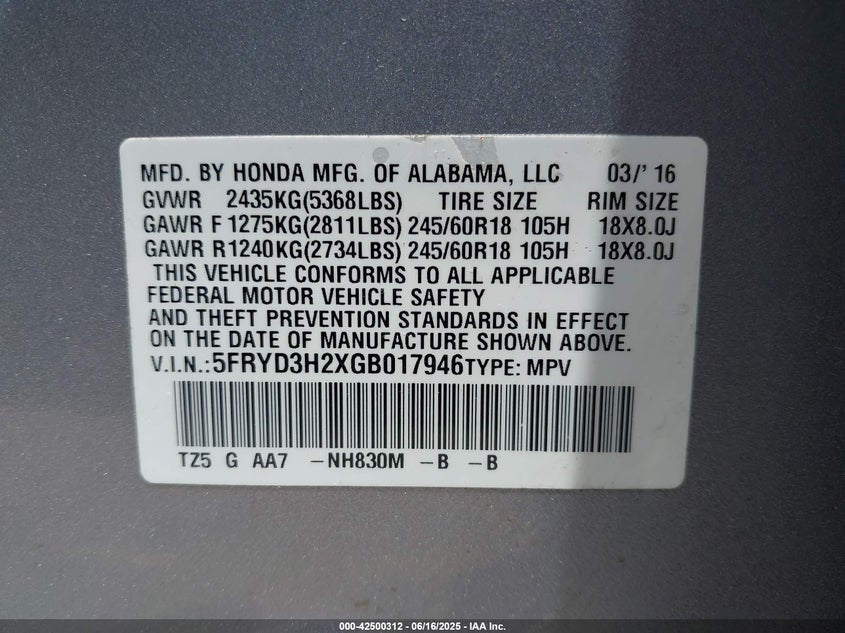 MFD. BY HONDA MFG. OF ALABAMA, LLC 03/' 16
GVWR 2435KG(5368LBS) TIRE SIZE RIM SIZE
GAWR F 1275KG(2811LBS) 245/60R18 105H 18X8.0J
GAWR R1240KG(2734LBS) 245/60R18 105H 18X8.0J
THIS VEHICLE CONFORMS TO ALL APPLICABLE
FEDERAL MOTOR VEHICLE SAFETY
AND THEFT PREVENTION STANDARDS IN EFFECT
ON THE DATE OF MANUFACTURE SHOWN ABOVE.
V.I.N.:5FRYD3H2XGB017946TYPE: MPV
TZ5 G AA7 -NH830M -B -B
000-42500312 - 06/16/2025 - IAA Inc.